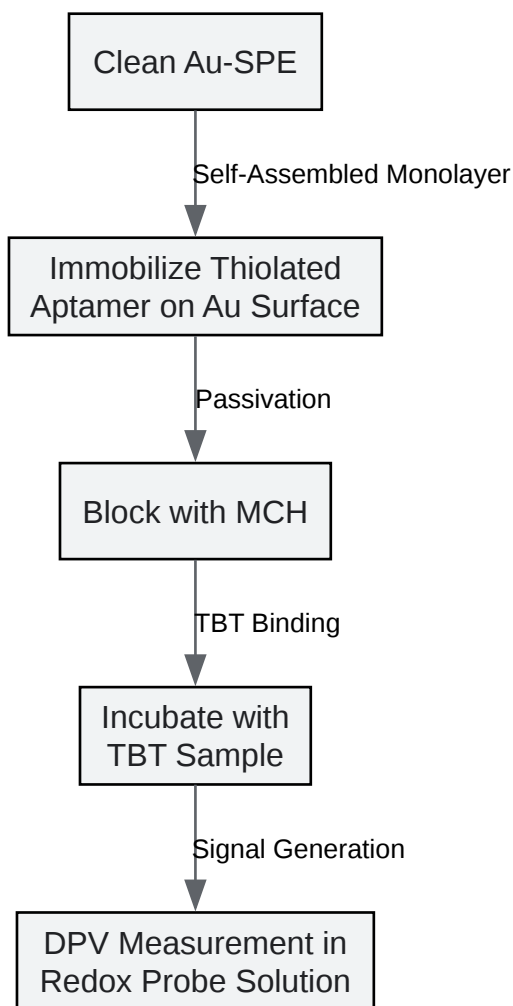 Clean Au-SPE
Self-Assembled Monolayer
Immobilize Thiolated
Aptamer on Au Surface
Passivation
Block with MCH
TBT Binding
Incubate with
TBT Sample
Signal Generation
DPV Measurement in
Redox Probe Solution